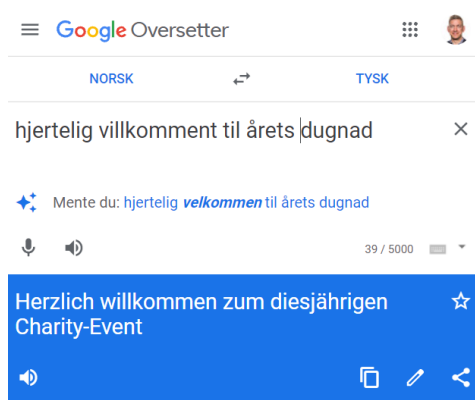 Google Oversetter
NORSK TYSK
hjertelig villkomment til årets dugnad
Mente du: hjertelig velkommen til årets dugnad
39 / 5000
Herzlich willkommen zum diesjährigen
Charity-Event